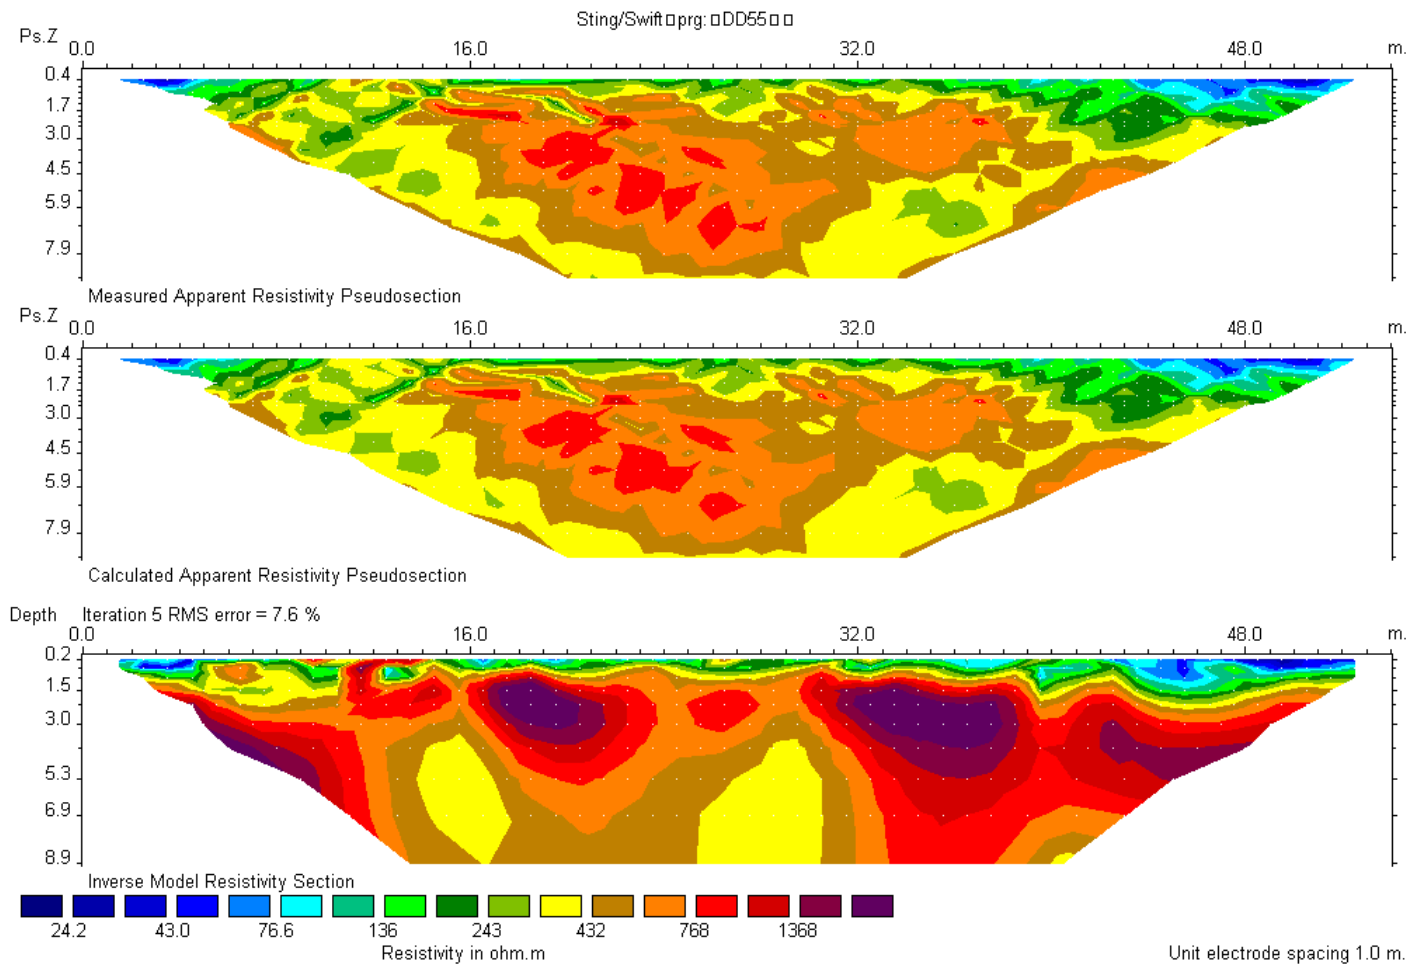 Sting/Swift□prg: □DD55□ □
Ps.Z 0.0 16.0 32.0 48.0 m.
0.4
1.7
3.0
4.5
5.9
7.9
Measured Apparent Resistivity Pseudosection
Ps.Z 0.0 16.0 32.0 48.0 m.
0.4
1.7
3.0
4.5
5.9
7.9
Calculated Apparent Resistivity Pseudosection
Depth Iteration 5 RMS error = 7.6 %
0.0 16.0 32.0 48.0 m.
0.2
1.5
3.0
5.3
6.9
8.9
Inverse Model Resistivity Section
24.2 43.0 76.6 136 243 432 768 1368
Resistivity in ohm.m Unit electrode spacing 1.0 m.